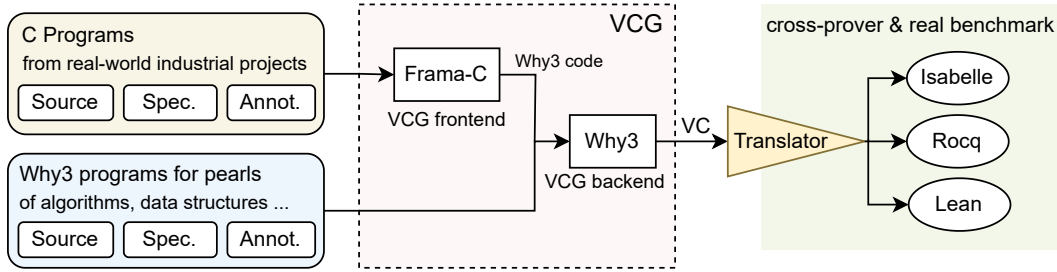 C Programs
from real-world industrial projects
Source
Spec.
Annot.
Why3 programs for pearls
of algorithms, data structures ...
Source
Spec.
Annot.
VCG
Frama-C
VCG frontend
Why3 code
Why3
VCG backend
VC
Translator
cross-prover & real benchmark
Isabelle
Rocq
Lean